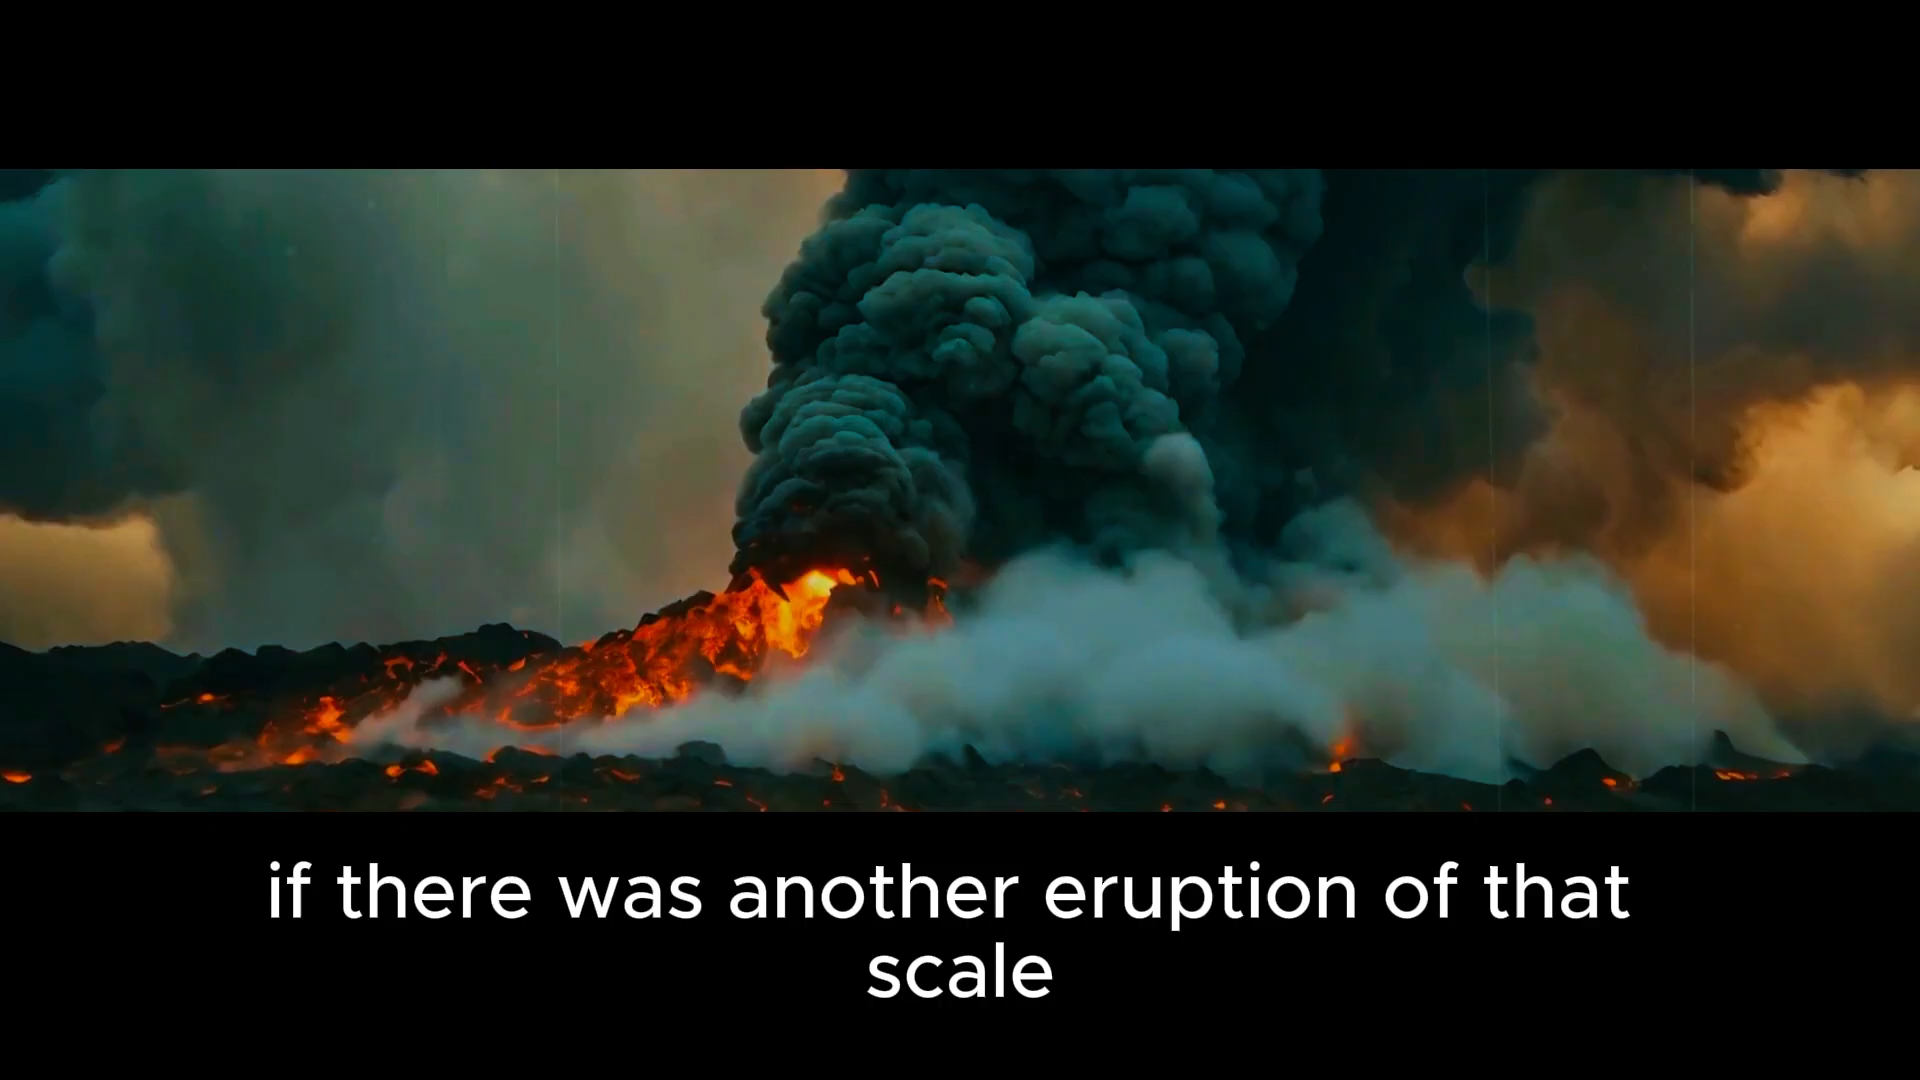 if there was another eruption of that
scale